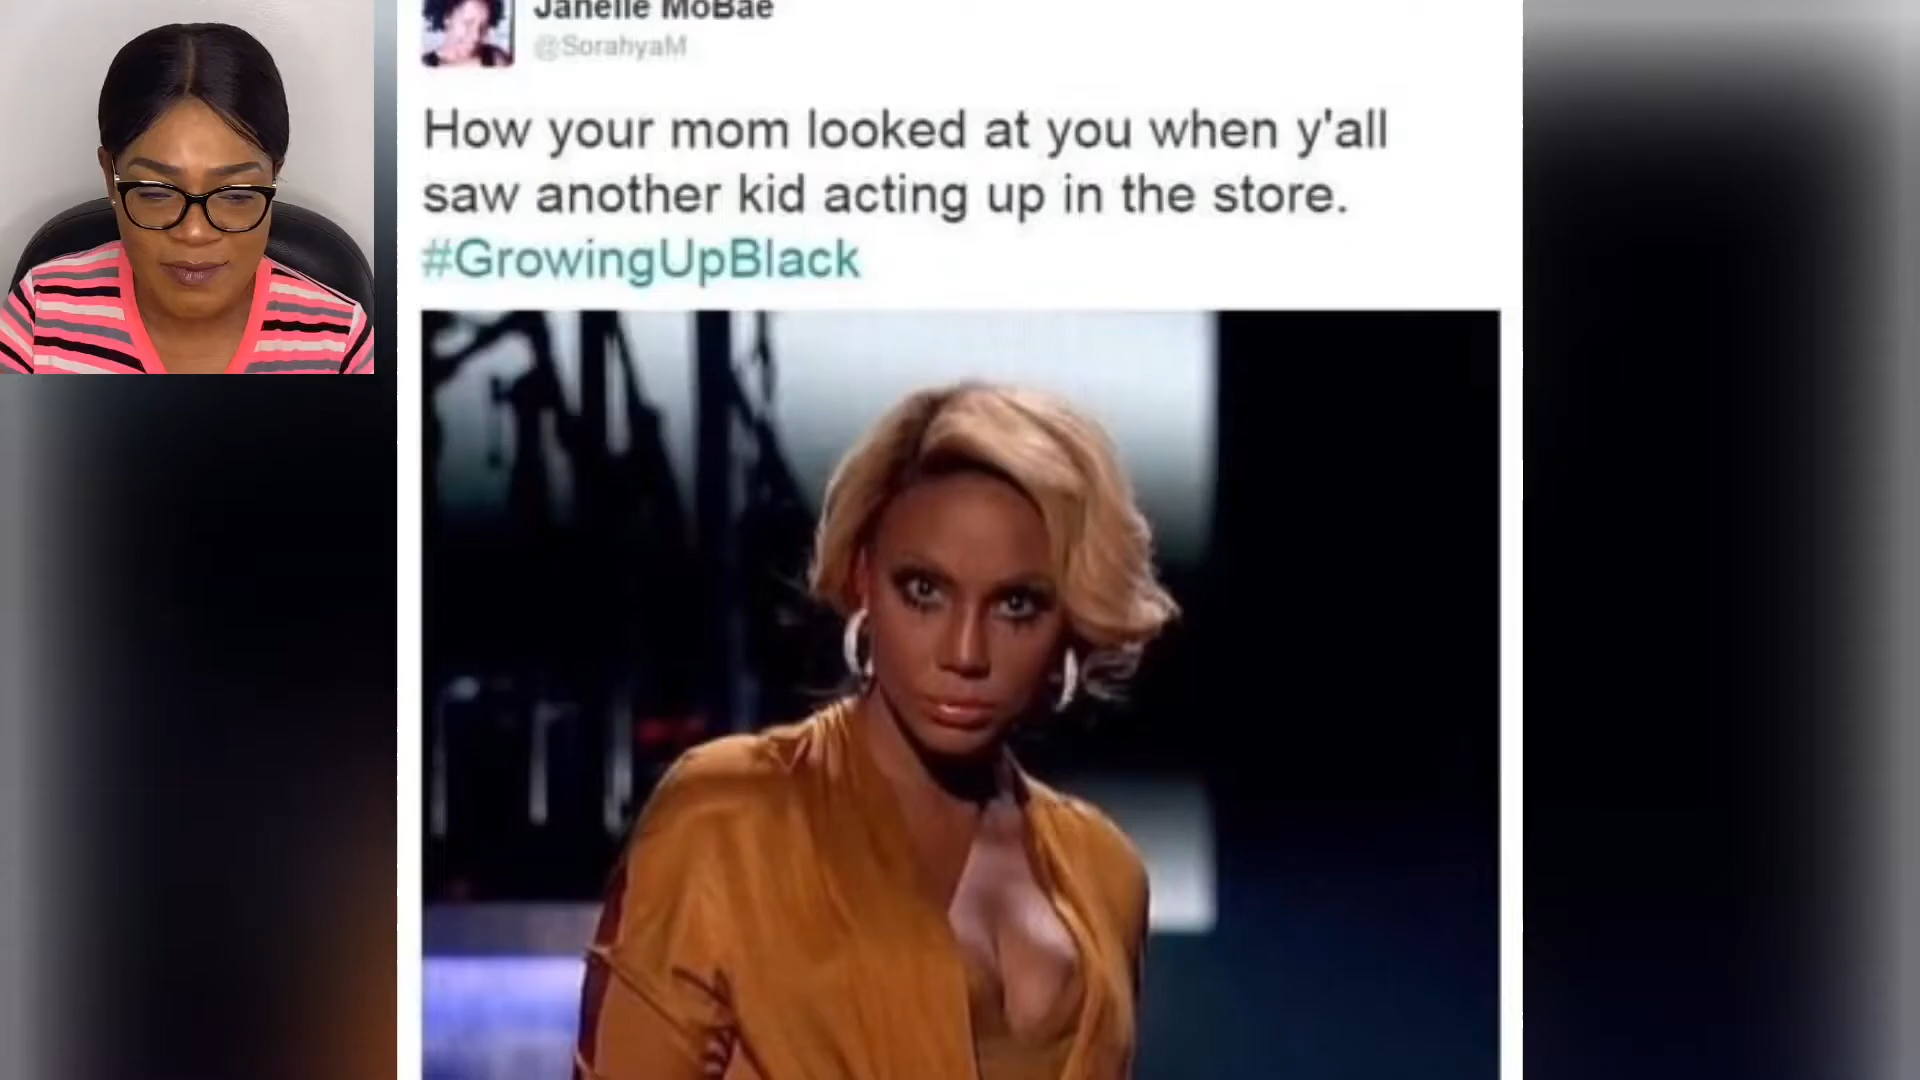 Janelle MoBae
@SorahyaM
How your mom looked at you when y'all
saw another kid acting up in the store.
#GrowingUpBlack